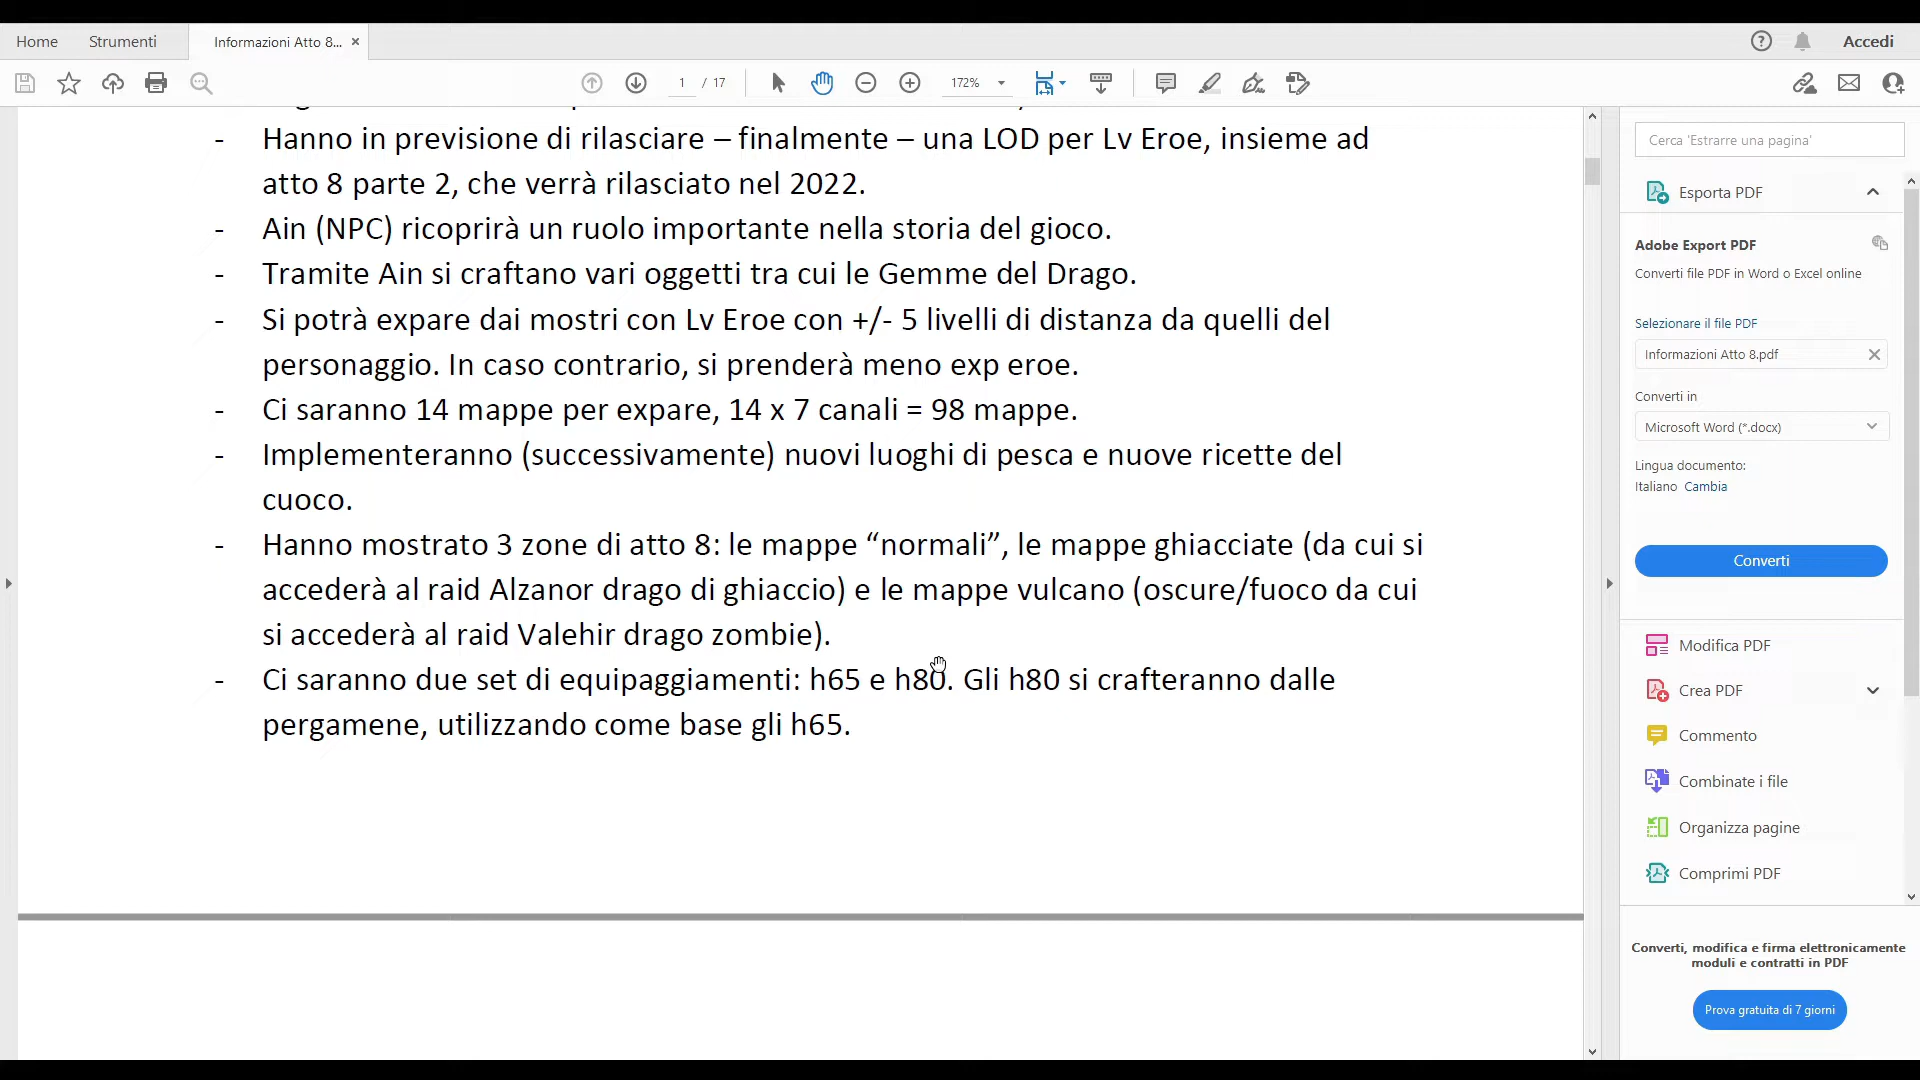 Home
Strumenti
Informazioni Atto 8...
Accedi
1 / 17
172%
- Hanno in previsione di rilasciare – finalmente – una LOD per Lv Eroe, insieme ad
atto 8 parte 2, che verrà rilasciato nel 2022.
- Ain (NPC) ricoprirà un ruolo importante nella storia del gioco.
- Tramite Ain si craftano vari oggetti tra cui le Gemme del Drago.
- Si potrà expare dai mostri con Lv Eroe con +/- 5 livelli di distanza da quelli del
personaggio. In caso contrario, si prenderà meno exp eroe.
- Ci saranno 14 mappe per expare, 14 x 7 canali = 98 mappe.
- Implementeranno (successivamente) nuovi luoghi di pesca e nuove ricette del
cuoco.
- Hanno mostrato 3 zone di atto 8: le mappe “normali”, le mappe ghiacciate (da cui si
accederà al raid Alzanor drago di ghiaccio) e le mappe vulcano (oscure/fuoco da cui
si accederà al raid Valehir drago zombie).
- Ci saranno due set di equipaggiamenti: h65 e h80. Gli h80 si crafteranno dalle
pergamene, utilizzando come base gli h65.
Cerca 'Estrarre una pagina'
Esporta PDF
Adobe Export PDF
Converti file PDF in Word o Excel online
Selezionare il file PDF
Informazioni Atto 8.pdf
Converti in
Microsoft Word (*.docx)
Lingua documento:
Italiano Cambia
Converti
Modifica PDF
Crea PDF
Commento
Combinate i file
Organizza pagine
Comprimi PDF
Converti, modifica e firma elettronicamente
moduli e contratti in PDF
Prova gratuita di 7 giorni